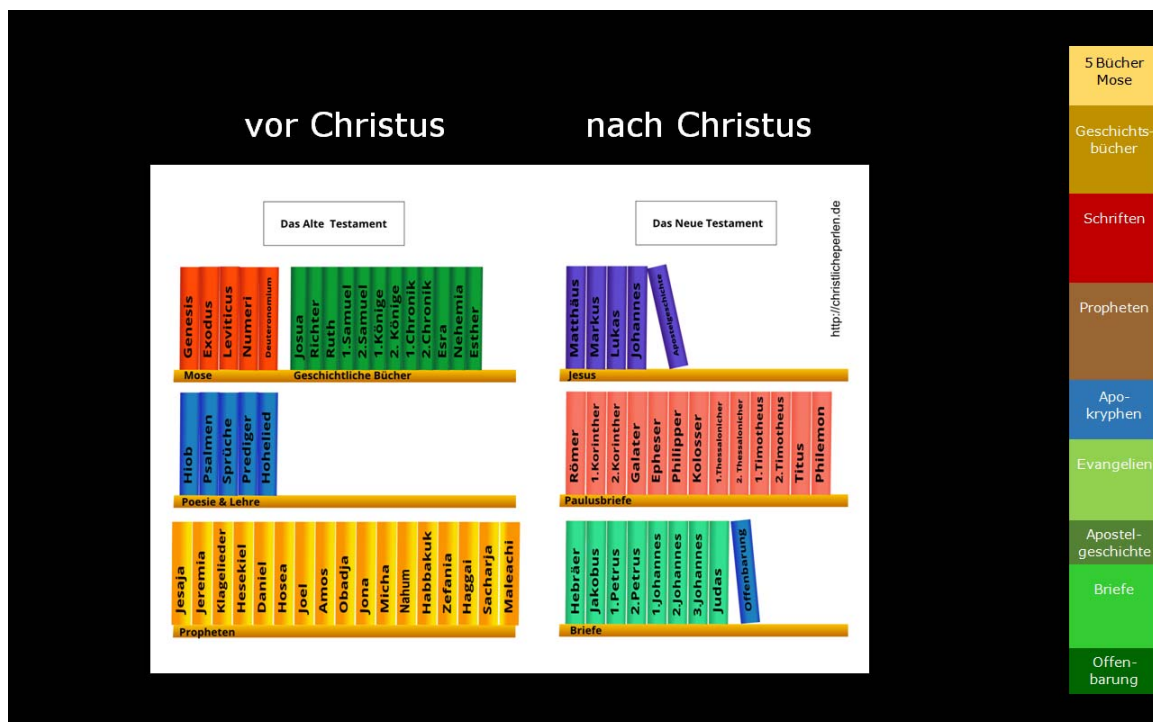 vor Christus
nach Christus
Das Alte Testament
Das Neue Testament
http://christlicheperlen.de
Genesis
Exodus
Leviticus
Numeri
Deuteronomium
Josua
Richter
Ruth
1.Samuel
2.Samuel
1.Könige
2. Könige
1.Chronik
2.Chronik
Esra
Nehemia
Esther
Mose
Geschichtliche Bücher
Matthäus
Markus
Lukas
Johannes
Apostelgeschichte
Jesus
Hiob
Psalmen
Sprüche
Prediger
Hohelied
Poesie & Lehre
Römer
1.Korinther
2.Korinther
Galater
Epheser
Philipper
Kolosser
1.Thessalonicher
2. Thessalonicher
1.Timotheus
2.Timotheus
Titus
Philemon
Paulusbriefe
Jesaja
Jeremia
Klagelieder
Hesekiel
Daniel
Hosea
Joel
Amos
Obadja
Jona
Micha
Nahum
Habbakuk
Zefania
Haggai
Sacharja
Maleachi
Propheten
Hebräer
Jakobus
1.Petrus
2.Petrus
1.Johannes
2.Johannes
3.Johannes
Judas
Offenbarung
Briefe
5 Bücher
Mose
Geschichts-
bücher
Schriften
Propheten
Apo-
kryphen
Evangelien
Apostel-
geschichte
Briefe
Offen-
barung